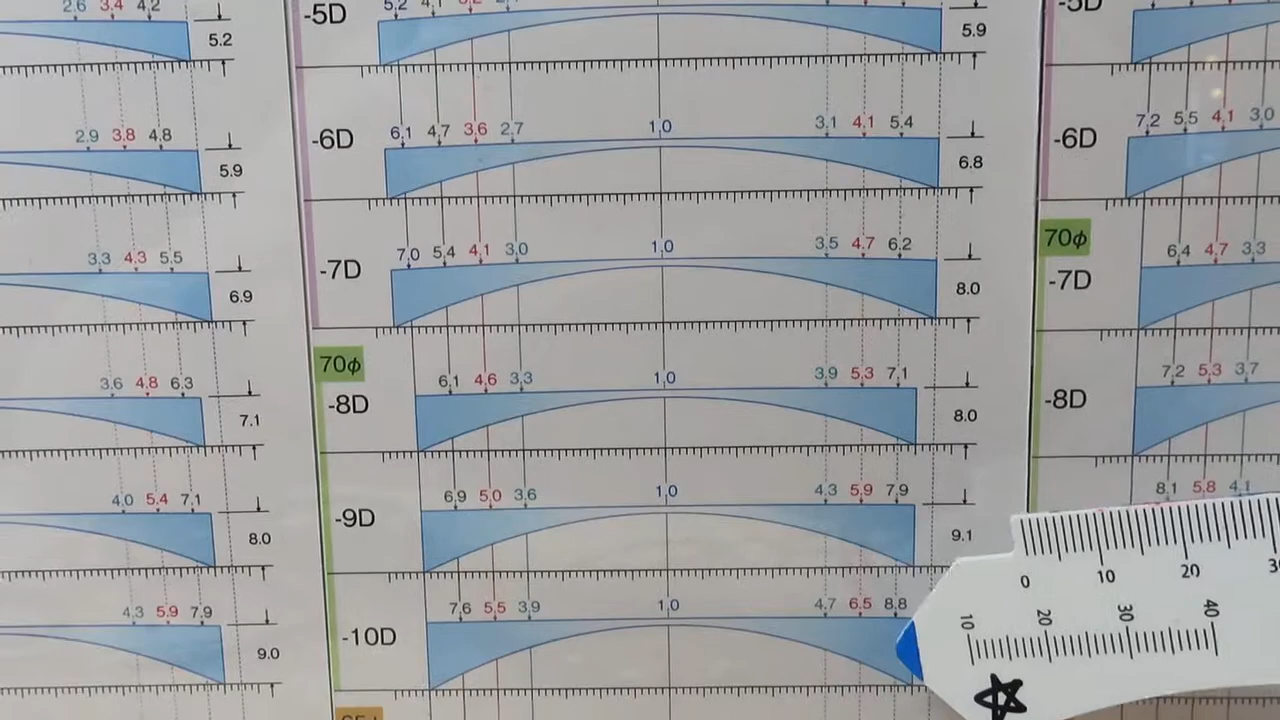 2.6 3.4 4.2
5.2
2.9 3.8 4.8
5.9
3.3 4.3 5.5
6.9
3.6 4.8 6.3
7.1
4.0 5.4 7.1
8.0
4.3 5.9 7.9
9.0
-5D
5.9
6.1 4.7 3.6 2.7 1.0 3.1 4.1 5.4
-6D
6.8
7.0 5.4 4.1 3.0 1.0 3.5 4.7 6.2
-7D
8.0
70φ
6.1 4.6 3.3 1.0 3.9 5.3 7.1
-8D
8.0
6.9 5.0 3.6 1.0 4.3 5.9 7.9
-9D
9.1
7.6 5.5 3.9 1.0 4.7 6.5 8.8
-10D
-5D
7.2 5.5 4.1 3.0
-6D
70φ
6.4 4.7 3.3
-7D
7.2 5.3 3.7
-8D
8.1 5.8 4.1
0 10 20
10 20 30 40